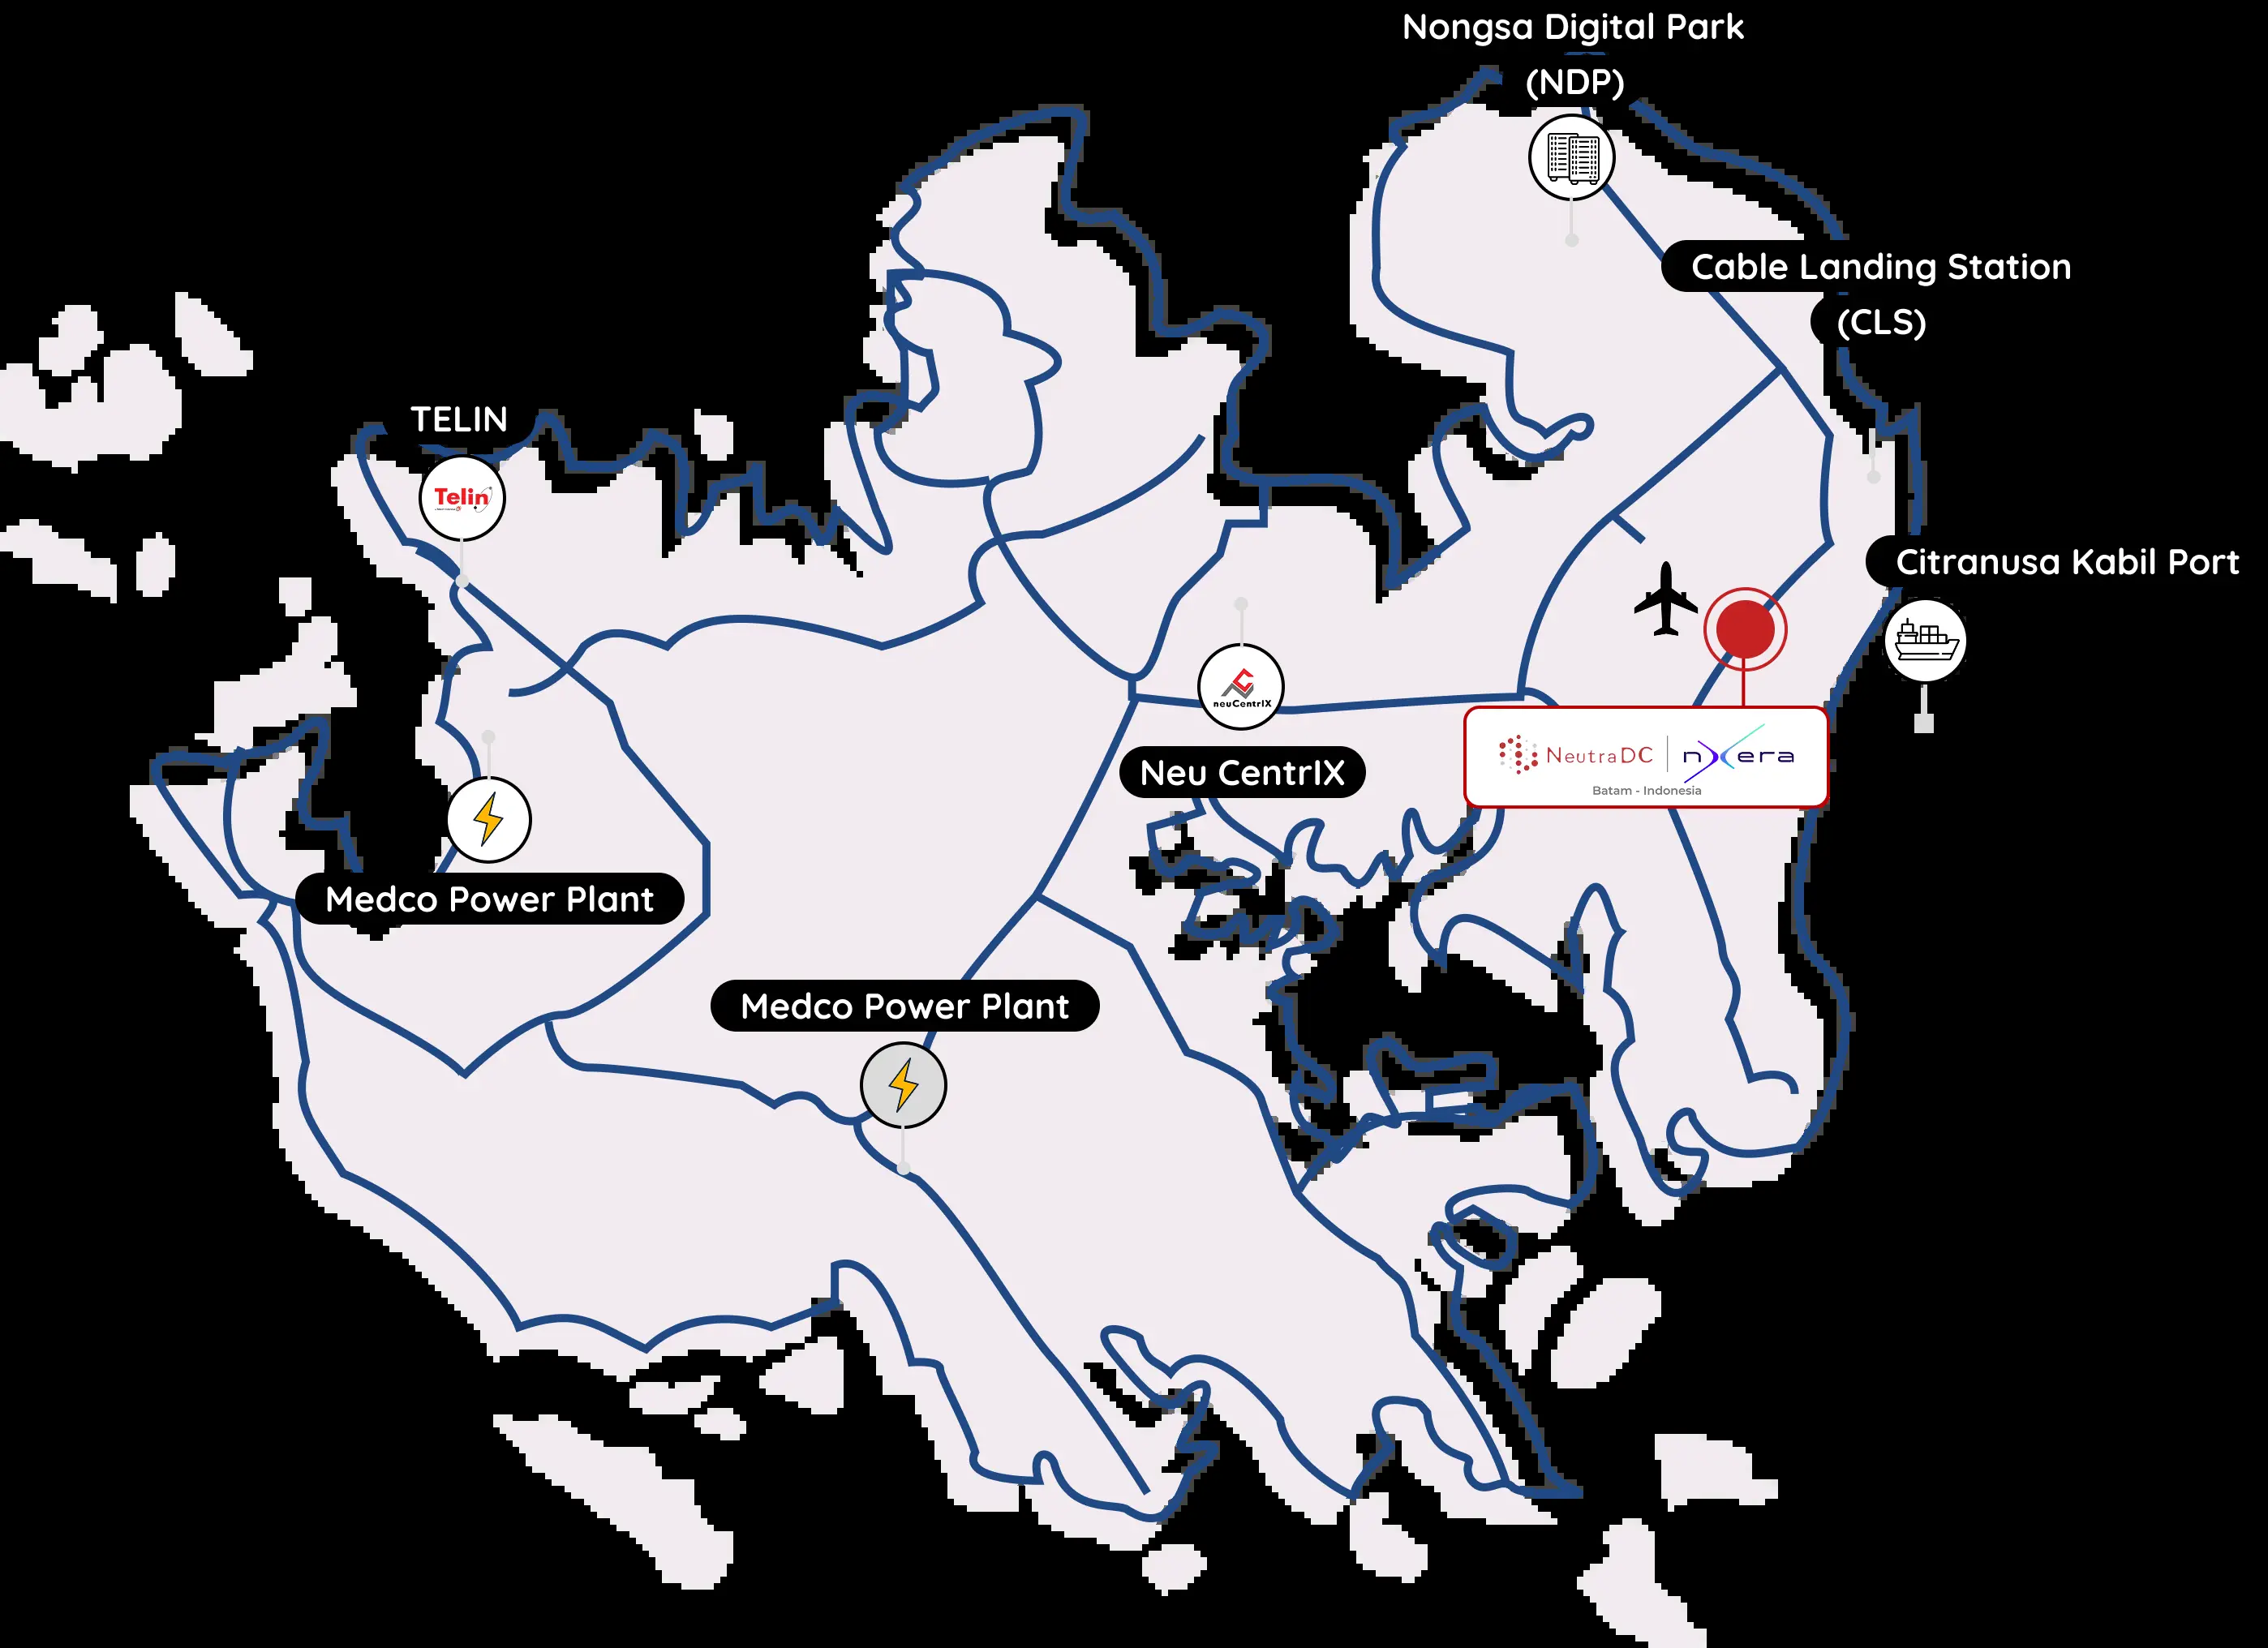 Nongsa Digital Park
(NDP)
Cable Landing Station
(CLS)
TELIN
Telin
Citranusa Kabil Port
neuCentrIX
Neu CentrIX
NeutraDC
nxera
Batam - Indonesia
Medco Power Plant
Medco Power Plant